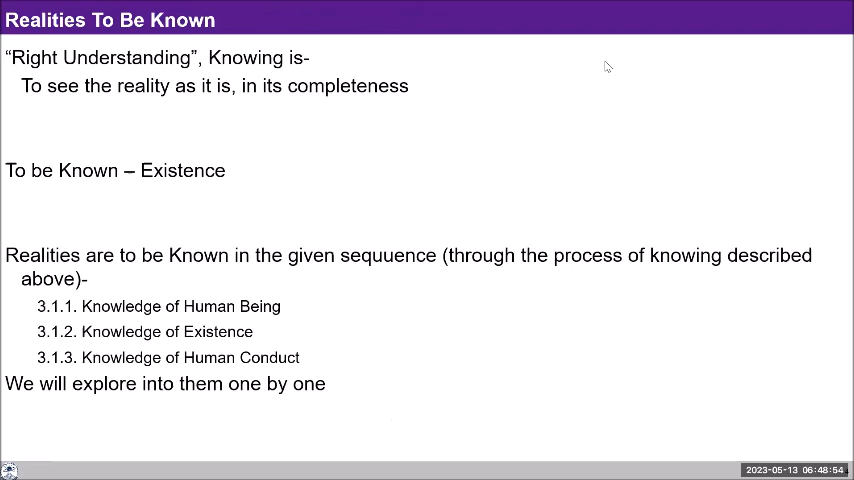 Realities To Be Known
“Right Understanding”, Knowing is-
To see the reality as it is, in its completeness
To be Known – Existence
Realities are to be Known in the given sequuence (through the process of knowing described
above)-
3.1.1. Knowledge of Human Being
3.1.2. Knowledge of Existence
3.1.3. Knowledge of Human Conduct
We will explore into them one by one
2023-05-13 06:48:54